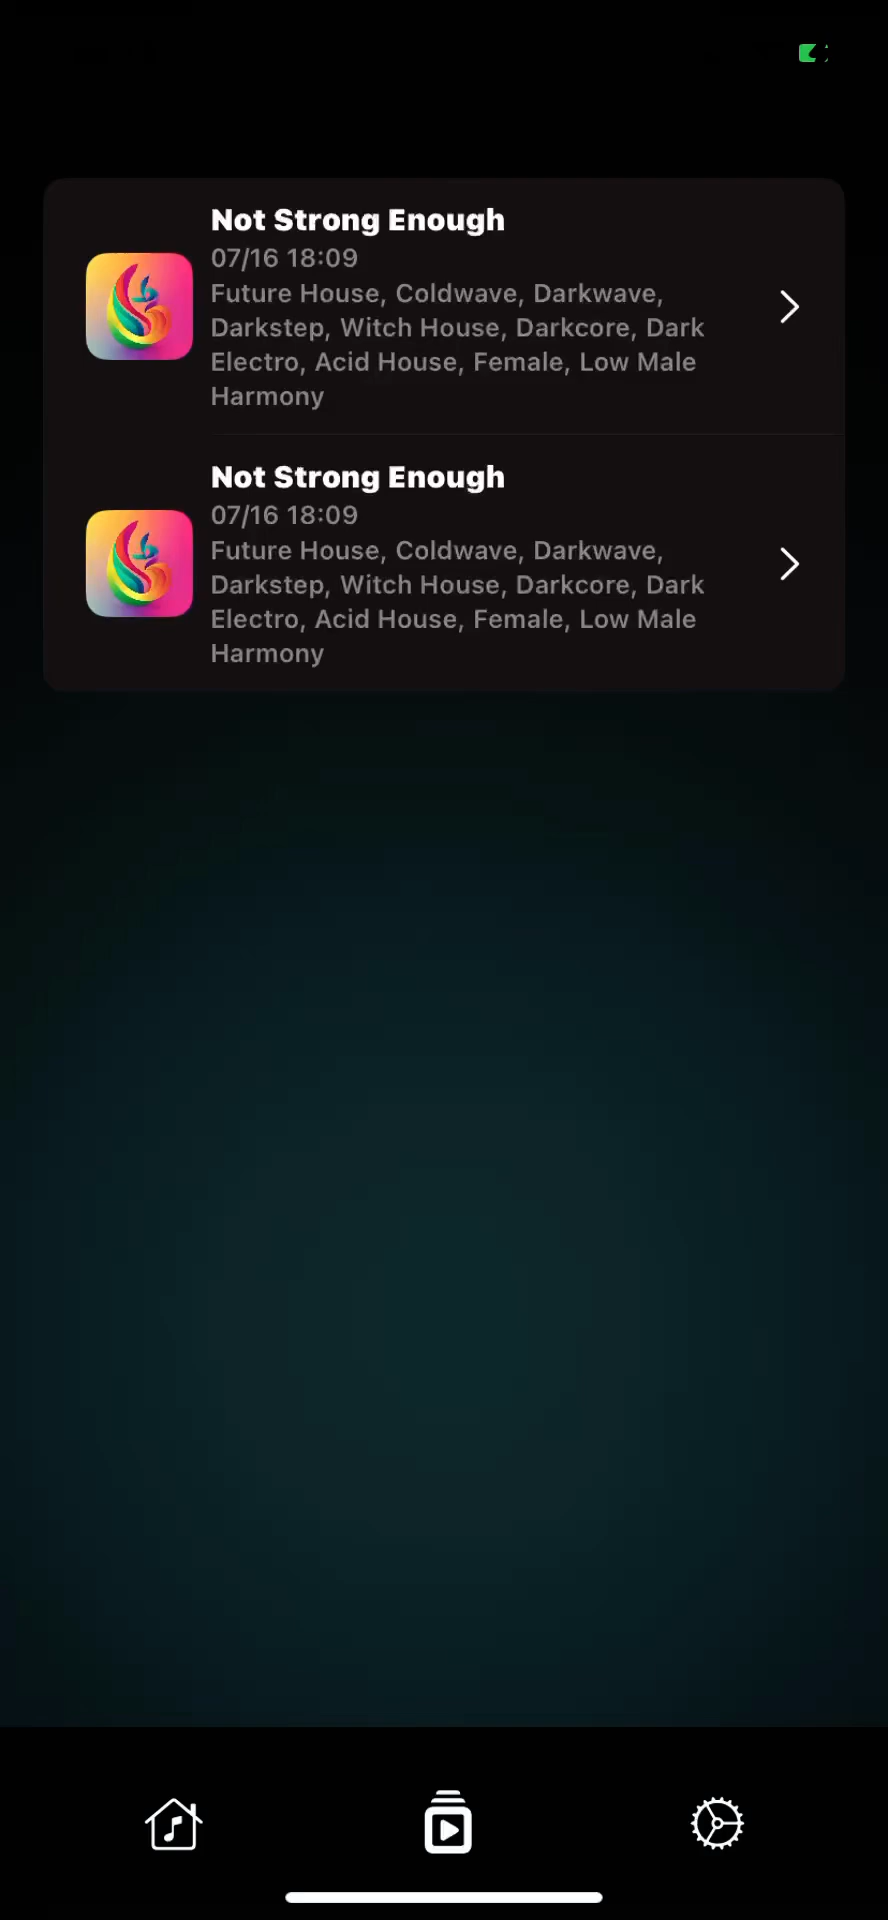 Not Strong Enough
07/16 18:09
Future House, Coldwave, Darkwave,
Darkstep, Witch House, Darkcore, Dark
Electro, Acid House, Female, Low Male
Harmony
Not Strong Enough
07/16 18:09
Future House, Coldwave, Darkwave,
Darkstep, Witch House, Darkcore, Dark
Electro, Acid House, Female, Low Male
Harmony